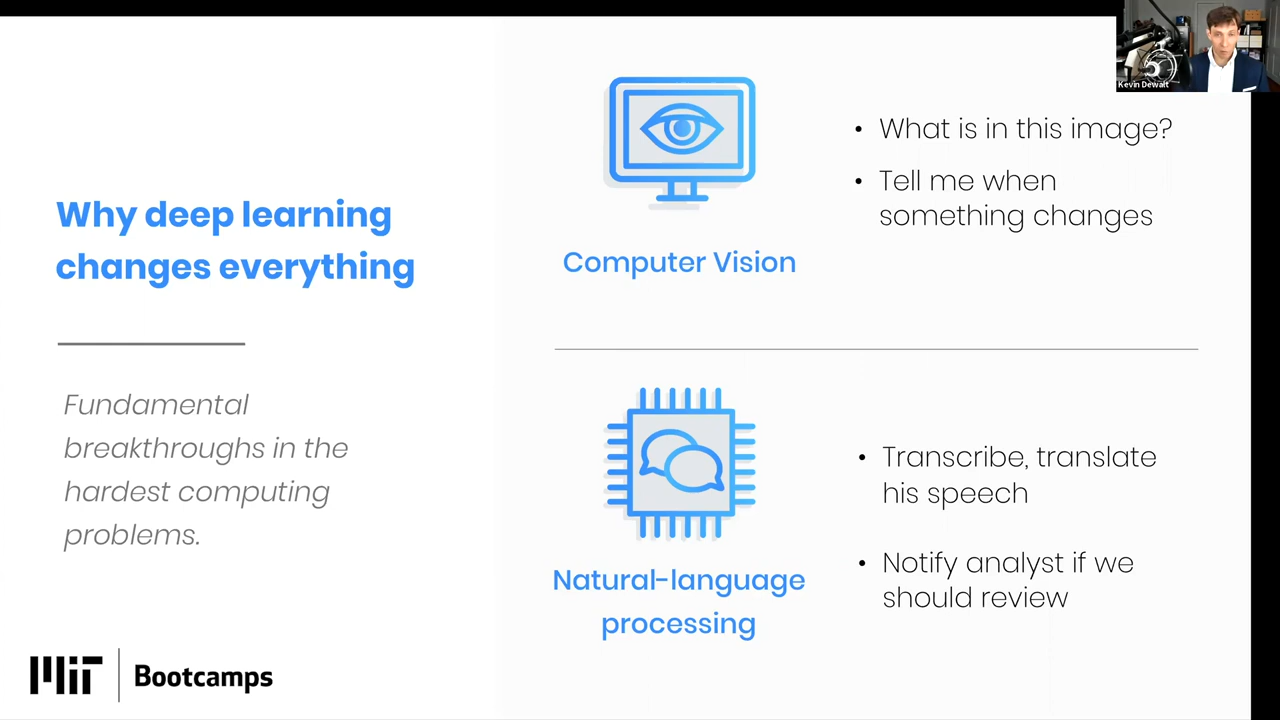 Kevin Dewalt
Why deep learning
changes everything
Fundamental
breakthroughs in the
hardest computing
problems.
Computer Vision
• What is in this image?
• Tell me when
something changes
Natural-language
processing
• Transcribe, translate
his speech
• Notify analyst if we
should review
MIT Bootcamps